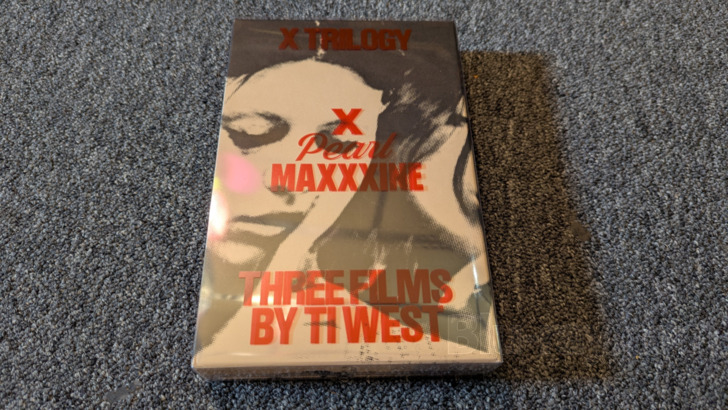 X TRILOGY
X
Pearl
MAXXXINE
THREE FILMS
BY TI WEST